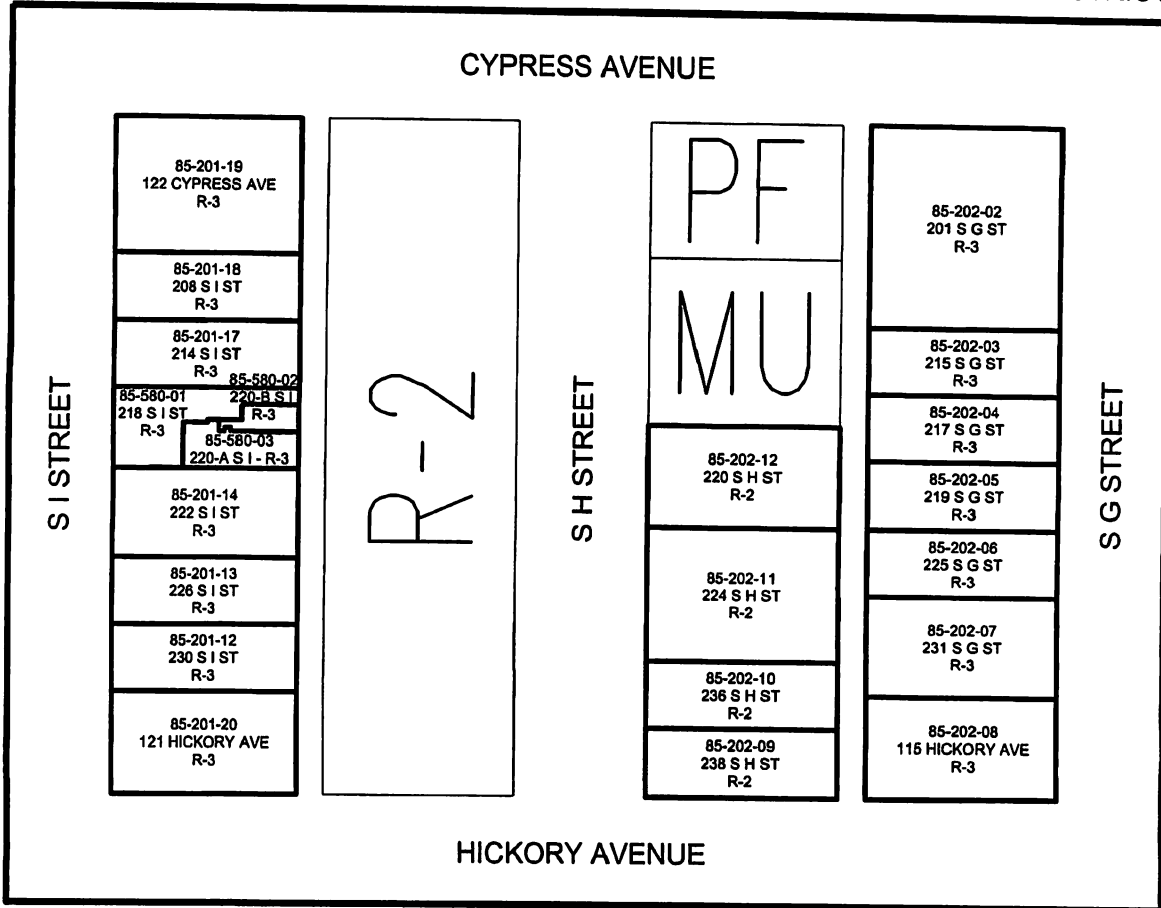 CYPRESS AVENUE
85-201-19
122 CYPRESS AVE
R-3
85-201-18
208 S I ST
R-3
85-201-17
214 S I ST
R-3
85-580-02
220-B S I
R-3
85-580-01
218 S I ST
R-3
85-580-03
220-A S I - R-3
85-201-14
222 S I ST
R-3
85-201-13
226 S I ST
R-3
85-201-12
230 S I ST
R-3
85-201-20
121 HICKORY AVE
R-3
S I STREET
R-2
S H STREET
PF
MU
85-202-12
220 S H ST
R-2
85-202-11
224 S H ST
R-2
85-202-10
236 S H ST
R-2
85-202-09
238 S H ST
R-2
85-202-02
201 S G ST
R-3
85-202-03
215 S G ST
R-3
85-202-04
217 S G ST
R-3
85-202-05
219 S G ST
R-3
85-202-06
225 S G ST
R-3
85-202-07
231 S G ST
R-3
85-202-08
115 HICKORY AVE
R-3
S G STREET
HICKORY AVENUE